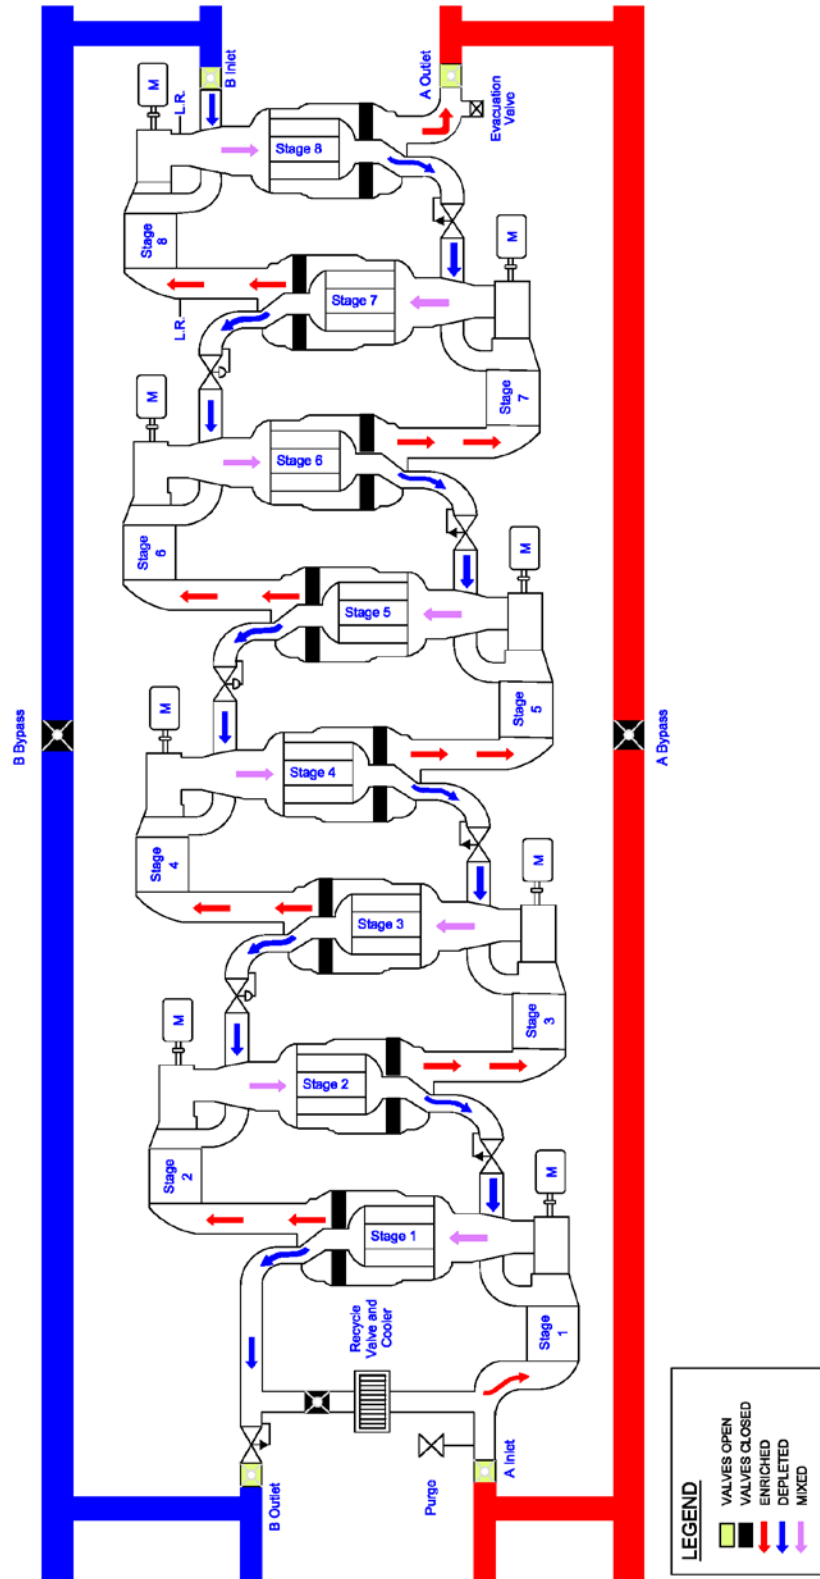 B Inlet
A Outlet
M
L.R.
Evacuation
Valve
Stage 8
Stage
8
M
Stage 7
L.R.
Stage
7
M
Stage 6
Stage
6
M
Stage 5
Stage
5
B Bypass
A Bypass
M
Stage 4
Stage
4
M
Stage 3
Stage
3
M
Stage 2
Stage
2
M
Stage 1
Stage
1
Recycle
Valve and
Cooler
Purge
A Inlet
B Outlet
LEGEND
VALVES OPEN
VALVES CLOSED
ENRICHED
DEPLETED
MIXED